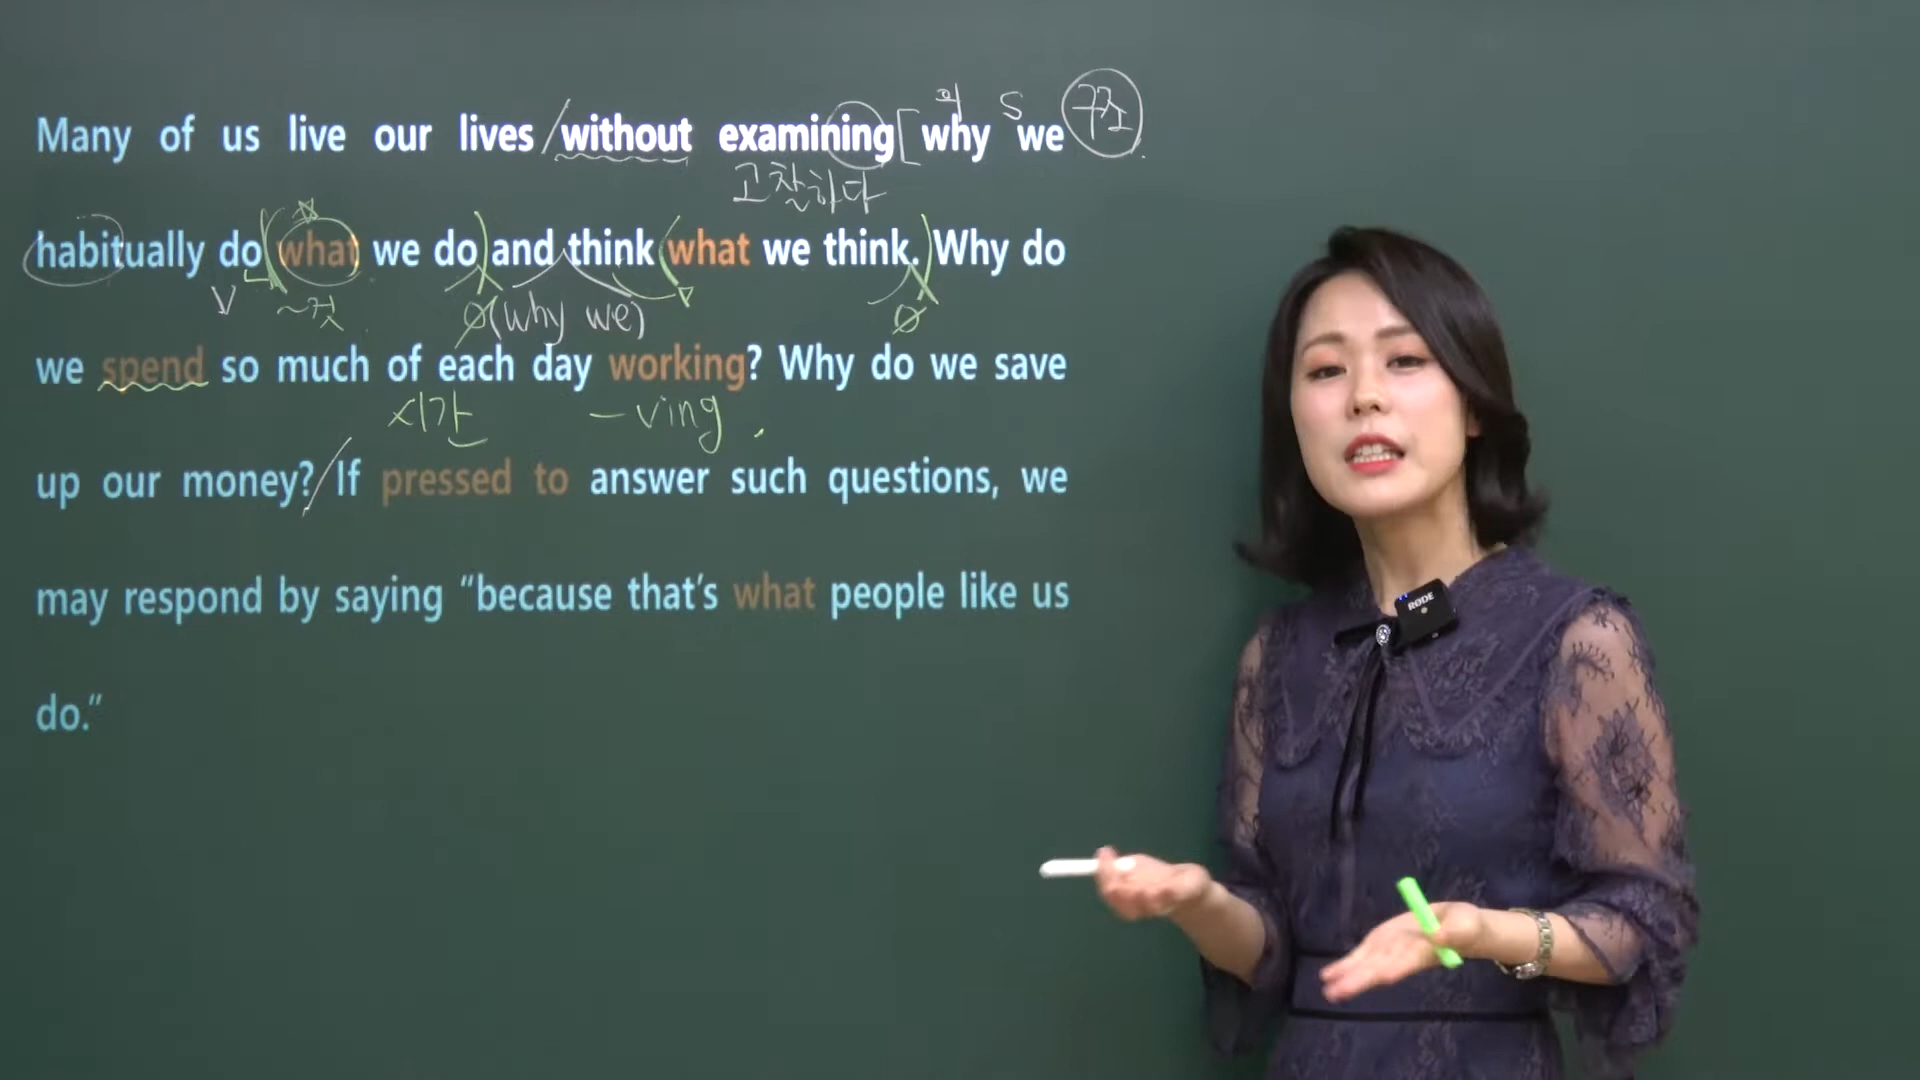 의 S 구조
Many of us live our lives / without examining [ why we
고찰하다
habitually do what we do) and think (what we think.) Why do
V ~것 ∅(why we) ∅
we spend so much of each day working? Why do we save
시간 -ving
up our money? / If pressed to answer such questions, we
may respond by saying “because that’s what people like us
do.”
RØDE